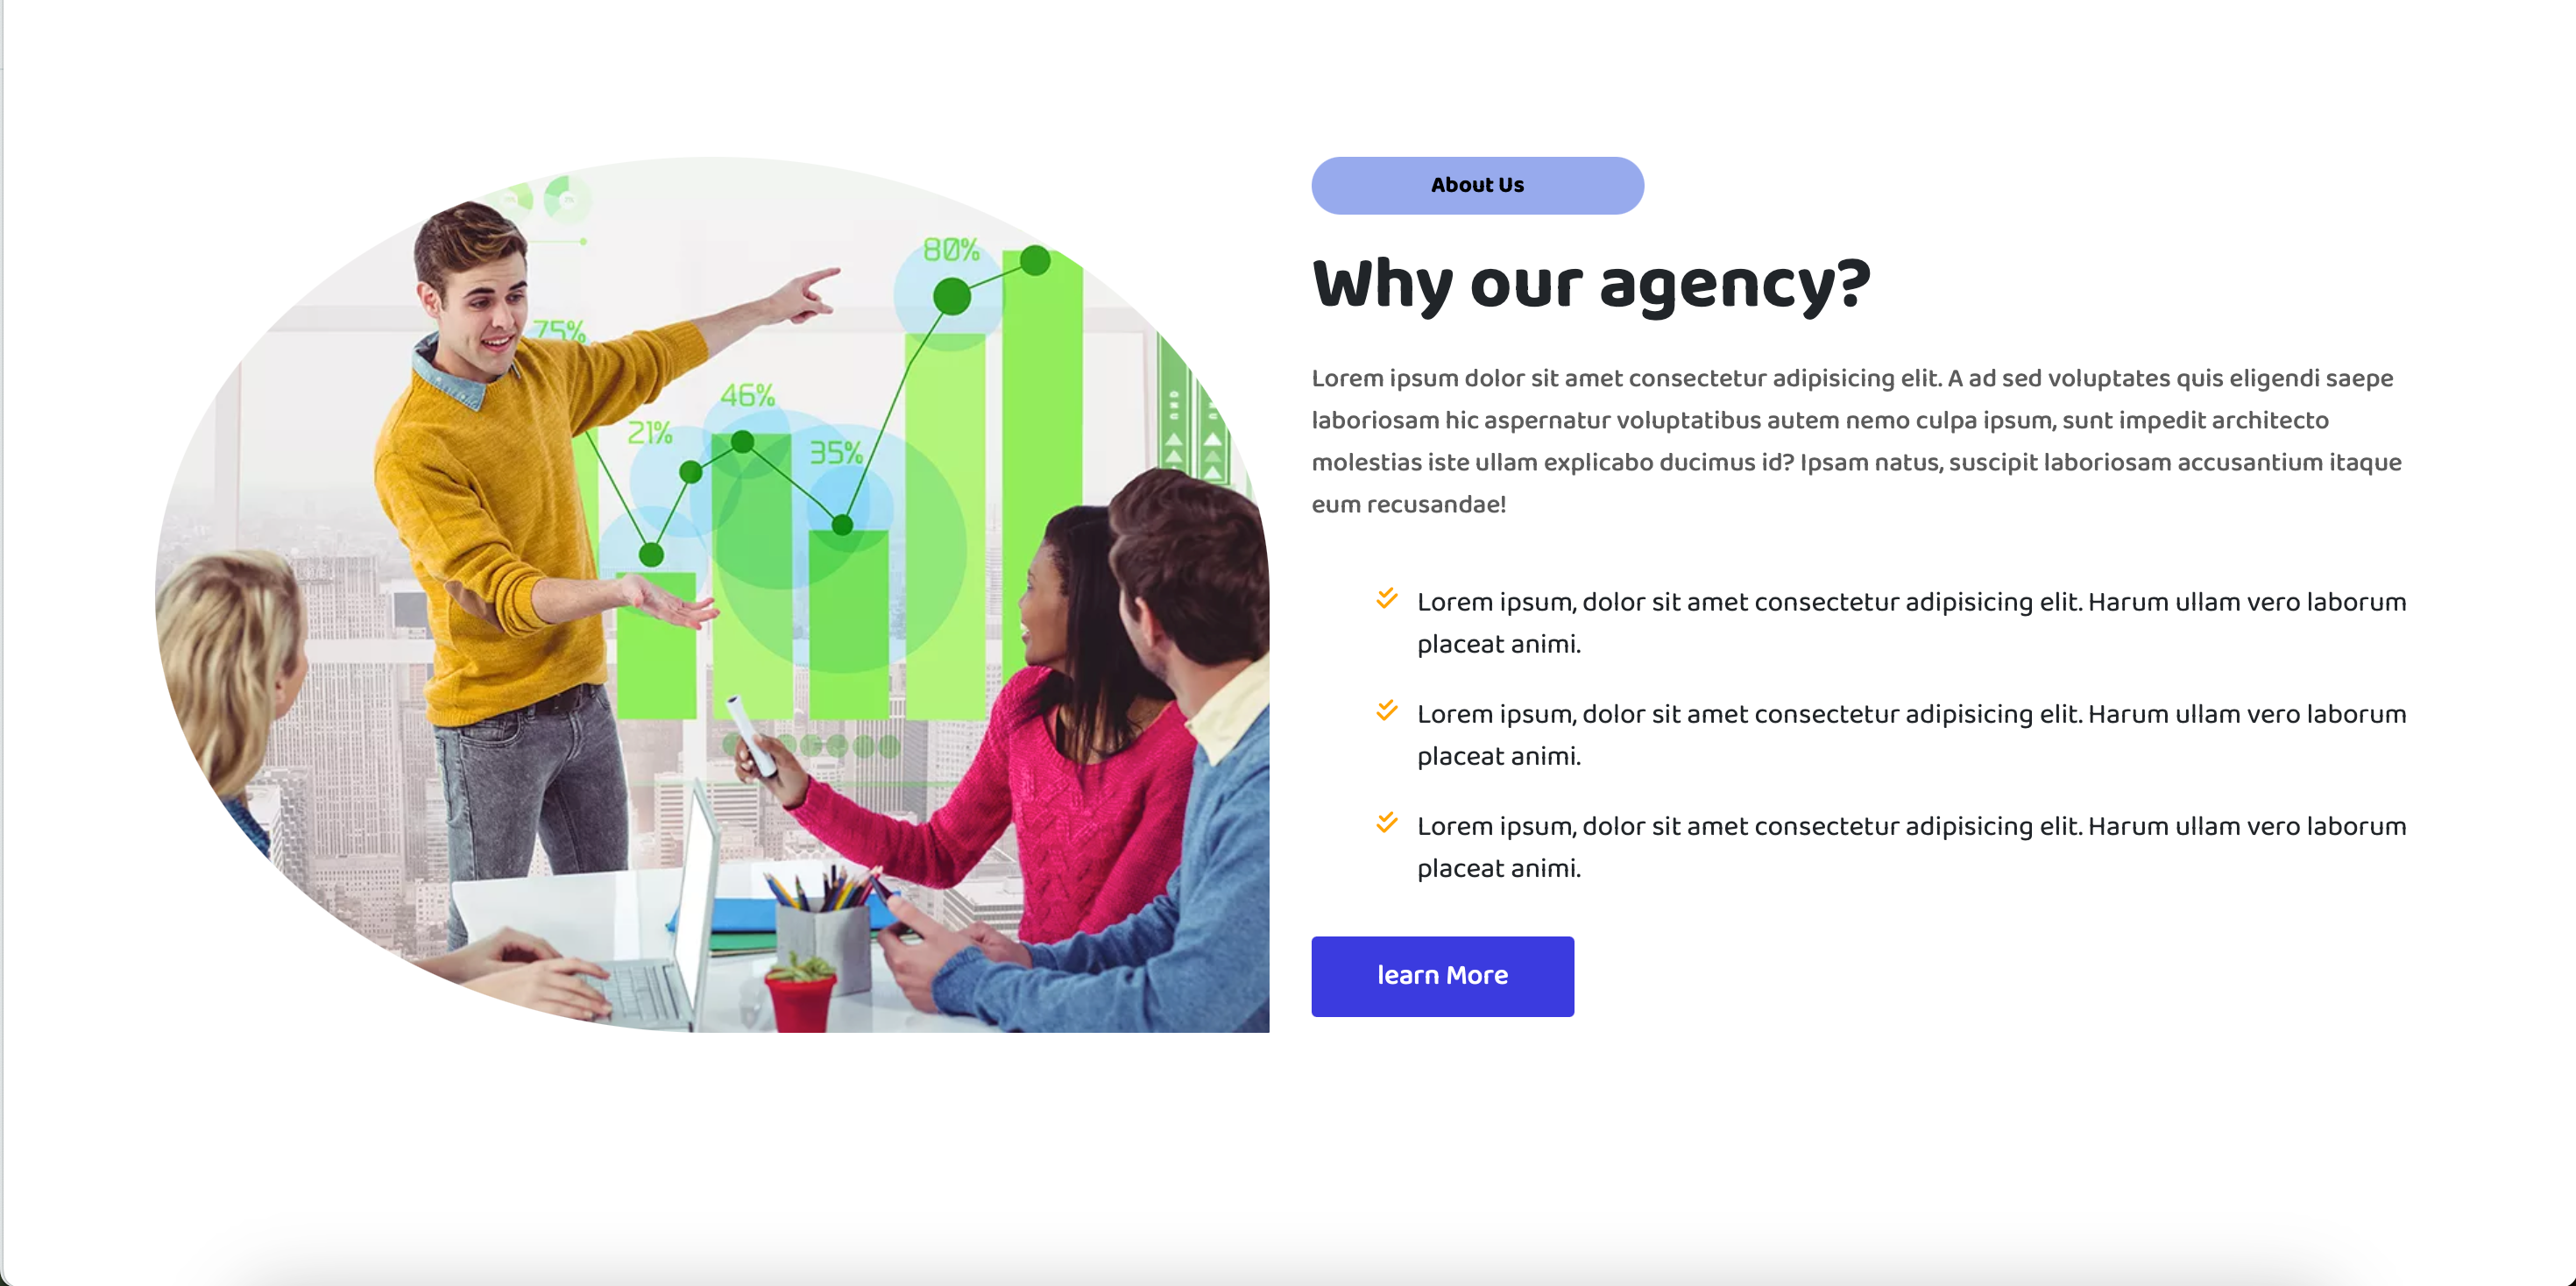 About Us
Why our agency?
Lorem ipsum dolor sit amet consectetur adipisicing elit. A ad sed voluptates quis eligendi saepe
laboriosam hic aspernatur voluptatibus autem nemo culpa ipsum, sunt impedit architecto
molestias iste ullam explicabo ducimus id? Ipsam natus, suscipit laboriosam accusantium itaque
eum recusandae!
Lorem ipsum, dolor sit amet consectetur adipisicing elit. Harum ullam vero laborum
placeat animi.
Lorem ipsum, dolor sit amet consectetur adipisicing elit. Harum ullam vero laborum
placeat animi.
Lorem ipsum, dolor sit amet consectetur adipisicing elit. Harum ullam vero laborum
placeat animi.
learn More
80%
75%
46%
21%
35%